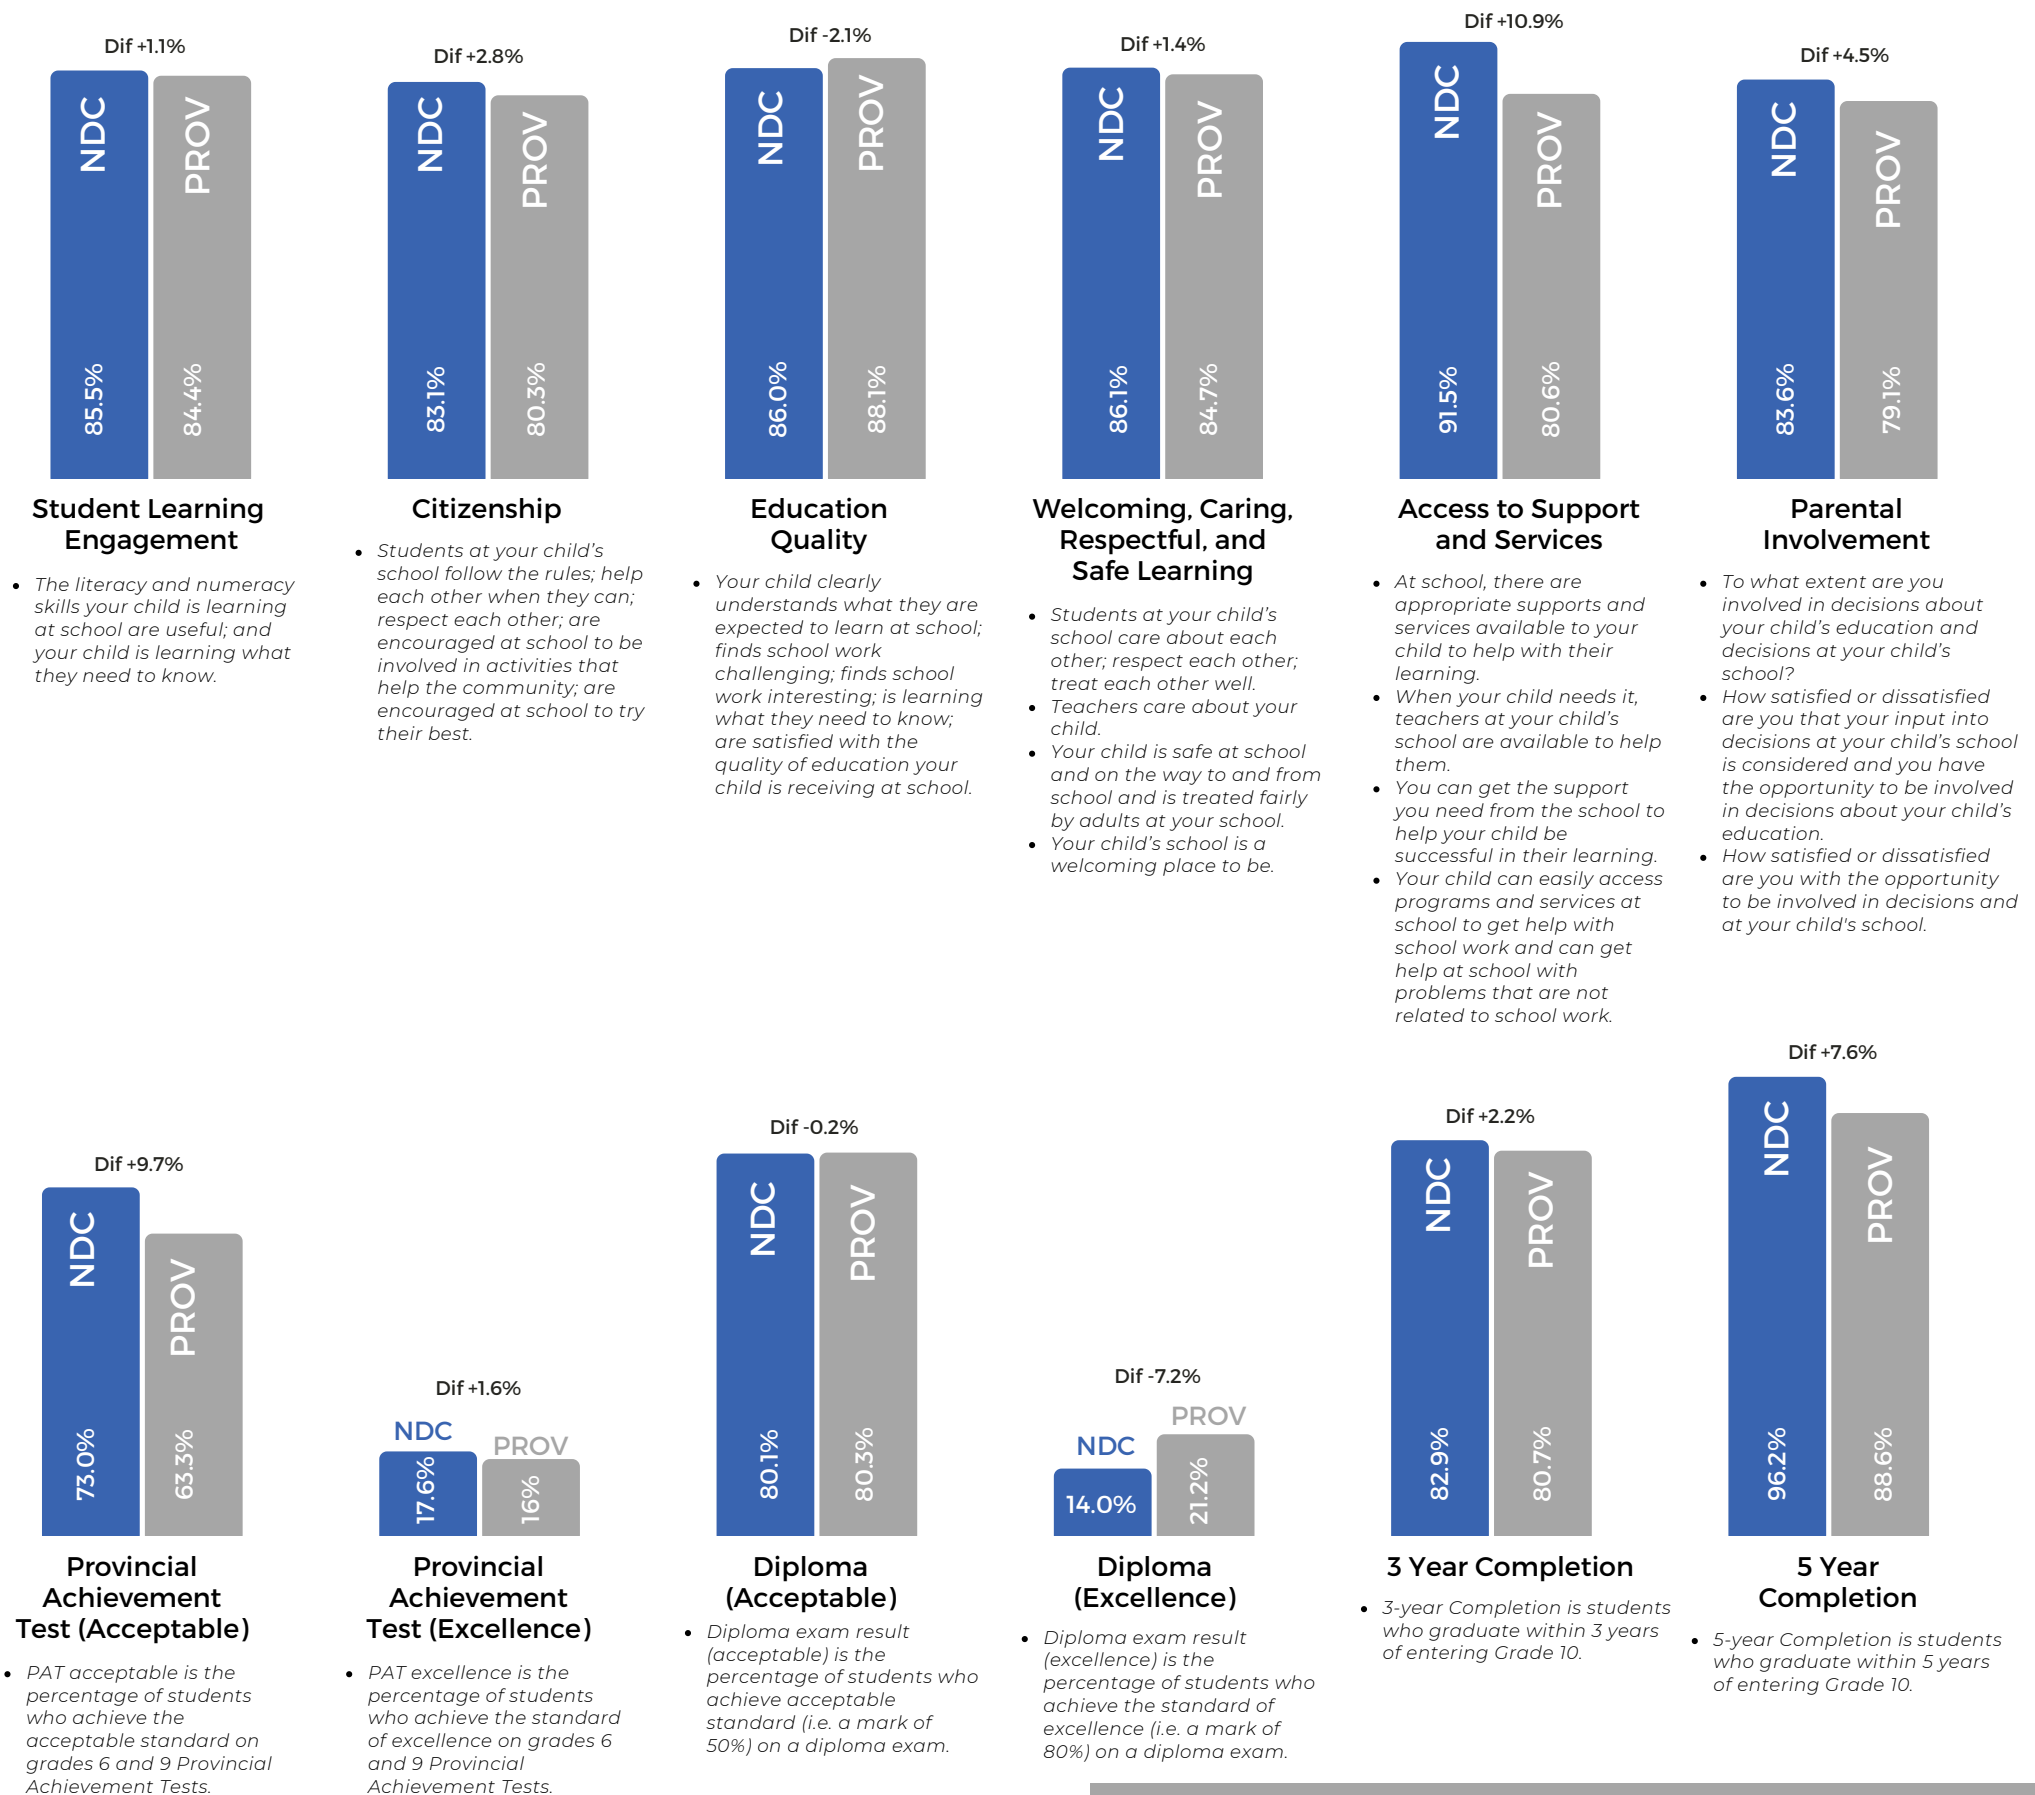 Dif +1.1%
NDC
PROV
85.5%
84.4%
Student Learning
Engagement
• The literacy and numeracy
skills your child is learning
at school are useful; and
your child is learning what
they need to know.
Dif +2.8%
NDC
PROV
83.1%
80.3%
Citizenship
• Students at your child's
school follow the rules; help
each other when they can;
respect each other; are
encouraged at school to be
involved in activities that
help the community; are
encouraged at school to try
their best.
Dif -2.1%
NDC
PROV
86.0%
88.1%
Education
Quality
• Your child clearly
understands what they are
expected to learn at school;
finds school work
challenging; finds school
work interesting; is learning
what they need to know;
are satisfied with the
quality of education your
child is receiving at school.
Dif +1.4%
NDC
PROV
86.1%
84.7%
Welcoming, Caring,
Respectful, and
Safe Learning
• Students at your child's
school care about each
other; respect each other;
treat each other well.
• Teachers care about your
child.
• Your child is safe at school
and on the way to and from
school and is treated fairly
by adults at your school.
• Your child's school is a
welcoming place to be.
Dif +10.9%
NDC
PROV
91.5%
80.6%
Access to Support
and Services
• At school, there are
appropriate supports and
services available to your
child to help with their
learning.
• When your child needs it,
teachers at your child's
school are available to help
them.
• You can get the support
you need from the school to
help your child be
successful in their learning.
• Your child can easily access
programs and services at
school to get help with
school work and can get
help at school with
problems that are not
related to school work.
Dif +4.5%
NDC
PROV
83.6%
79.1%
Parental
Involvement
• To what extent are you
involved in decisions about
your child's education and
decisions at your child's
school?
• How satisfied or dissatisfied
are you that your input into
decisions at your child's school
is considered and you have
the opportunity to be involved
in decisions about your child's
education.
• How satisfied or dissatisfied
are you with the opportunity
to be involved in decisions and
at your child's school.
Dif +9.7%
NDC
PROV
73.0%
63.3%
Provincial
Achievement
Test (Acceptable)
• PAT acceptable is the
percentage of students
who achieve the
acceptable standard on
grades 6 and 9 Provincial
Achievement Tests.
Dif +1.6%
NDC
PROV
17.6%
16%
Provincial
Achievement
Test (Excellence)
• PAT excellence is the
percentage of students
who achieve the standard
of excellence on grades 6
and 9 Provincial
Achievement Tests.
Dif -0.2%
NDC
PROV
80.1%
80.3%
Diploma
(Acceptable)
• Diploma exam result
(acceptable) is the
percentage of students who
achieve acceptable
standard (i.e. a mark of
50%) on a diploma exam.
Dif -7.2%
NDC
PROV
14.0%
21.2%
Diploma
(Excellence)
• Diploma exam result
(excellence) is the
percentage of students who
achieve the standard of
excellence (i.e. a mark of
80%) on a diploma exam.
Dif +2.2%
NDC
PROV
82.9%
80.7%
3 Year Completion
• 3-year Completion is students
who graduate within 3 years
of entering Grade 10.
Dif +7.6%
NDC
PROV
96.2%
88.6%
5 Year
Completion
• 5-year Completion is students
who graduate within 5 years
of entering Grade 10.